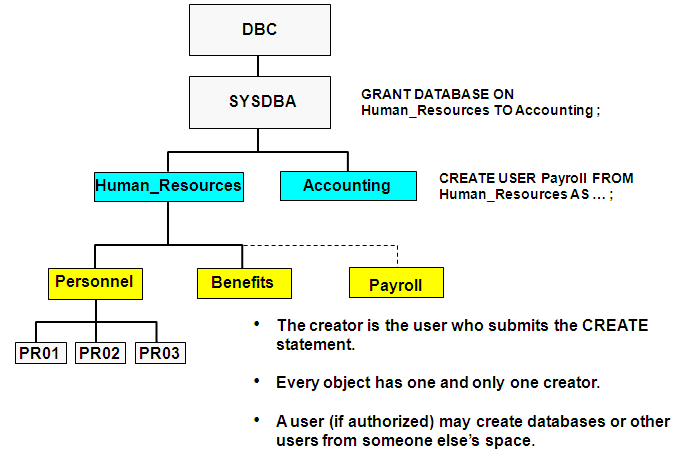 DBC
SYSDBA
GRANT DATABASE ON
Human_Resources TO Accounting ;
Human_Resources
Accounting
CREATE USER Payroll FROM
Human_Resources AS … ;
Personnel
Benefits
Payroll
PR01
PR02
PR03
• The creator is the user who submits the CREATE
statement.
• Every object has one and only one creator.
• A user (if authorized) may create databases or other
users from someone else’s space.